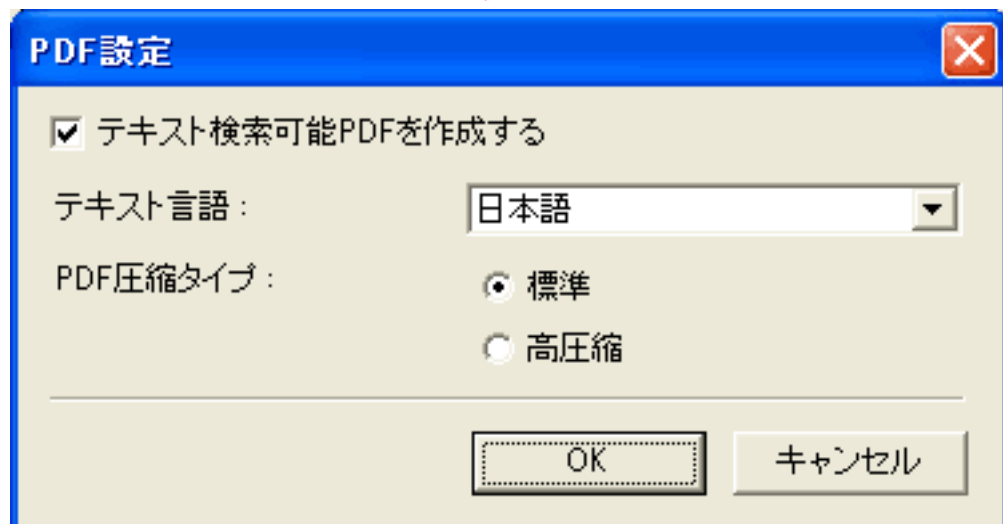 PDF設定
テキスト検索可能PDFを作成する
テキスト言語： 日本語
PDF圧縮タイプ： 標準
高圧縮
OK キャンセル